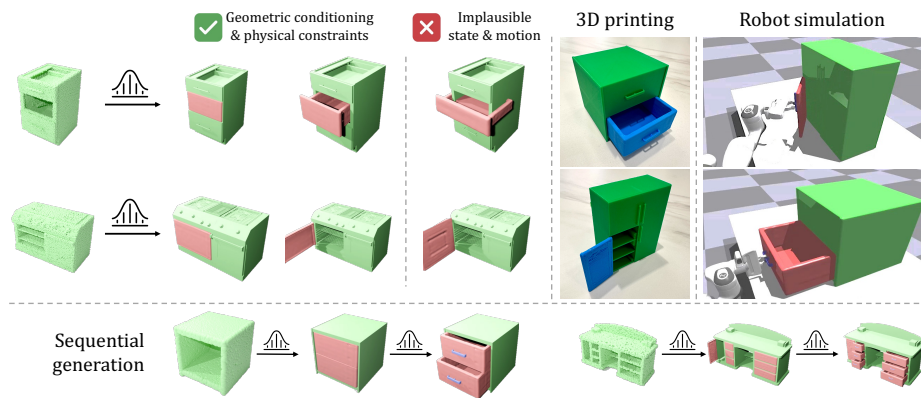 Geometric conditioning
& physical constraints
Implausible
state & motion
3D printing
Robot simulation
Sequential
generation